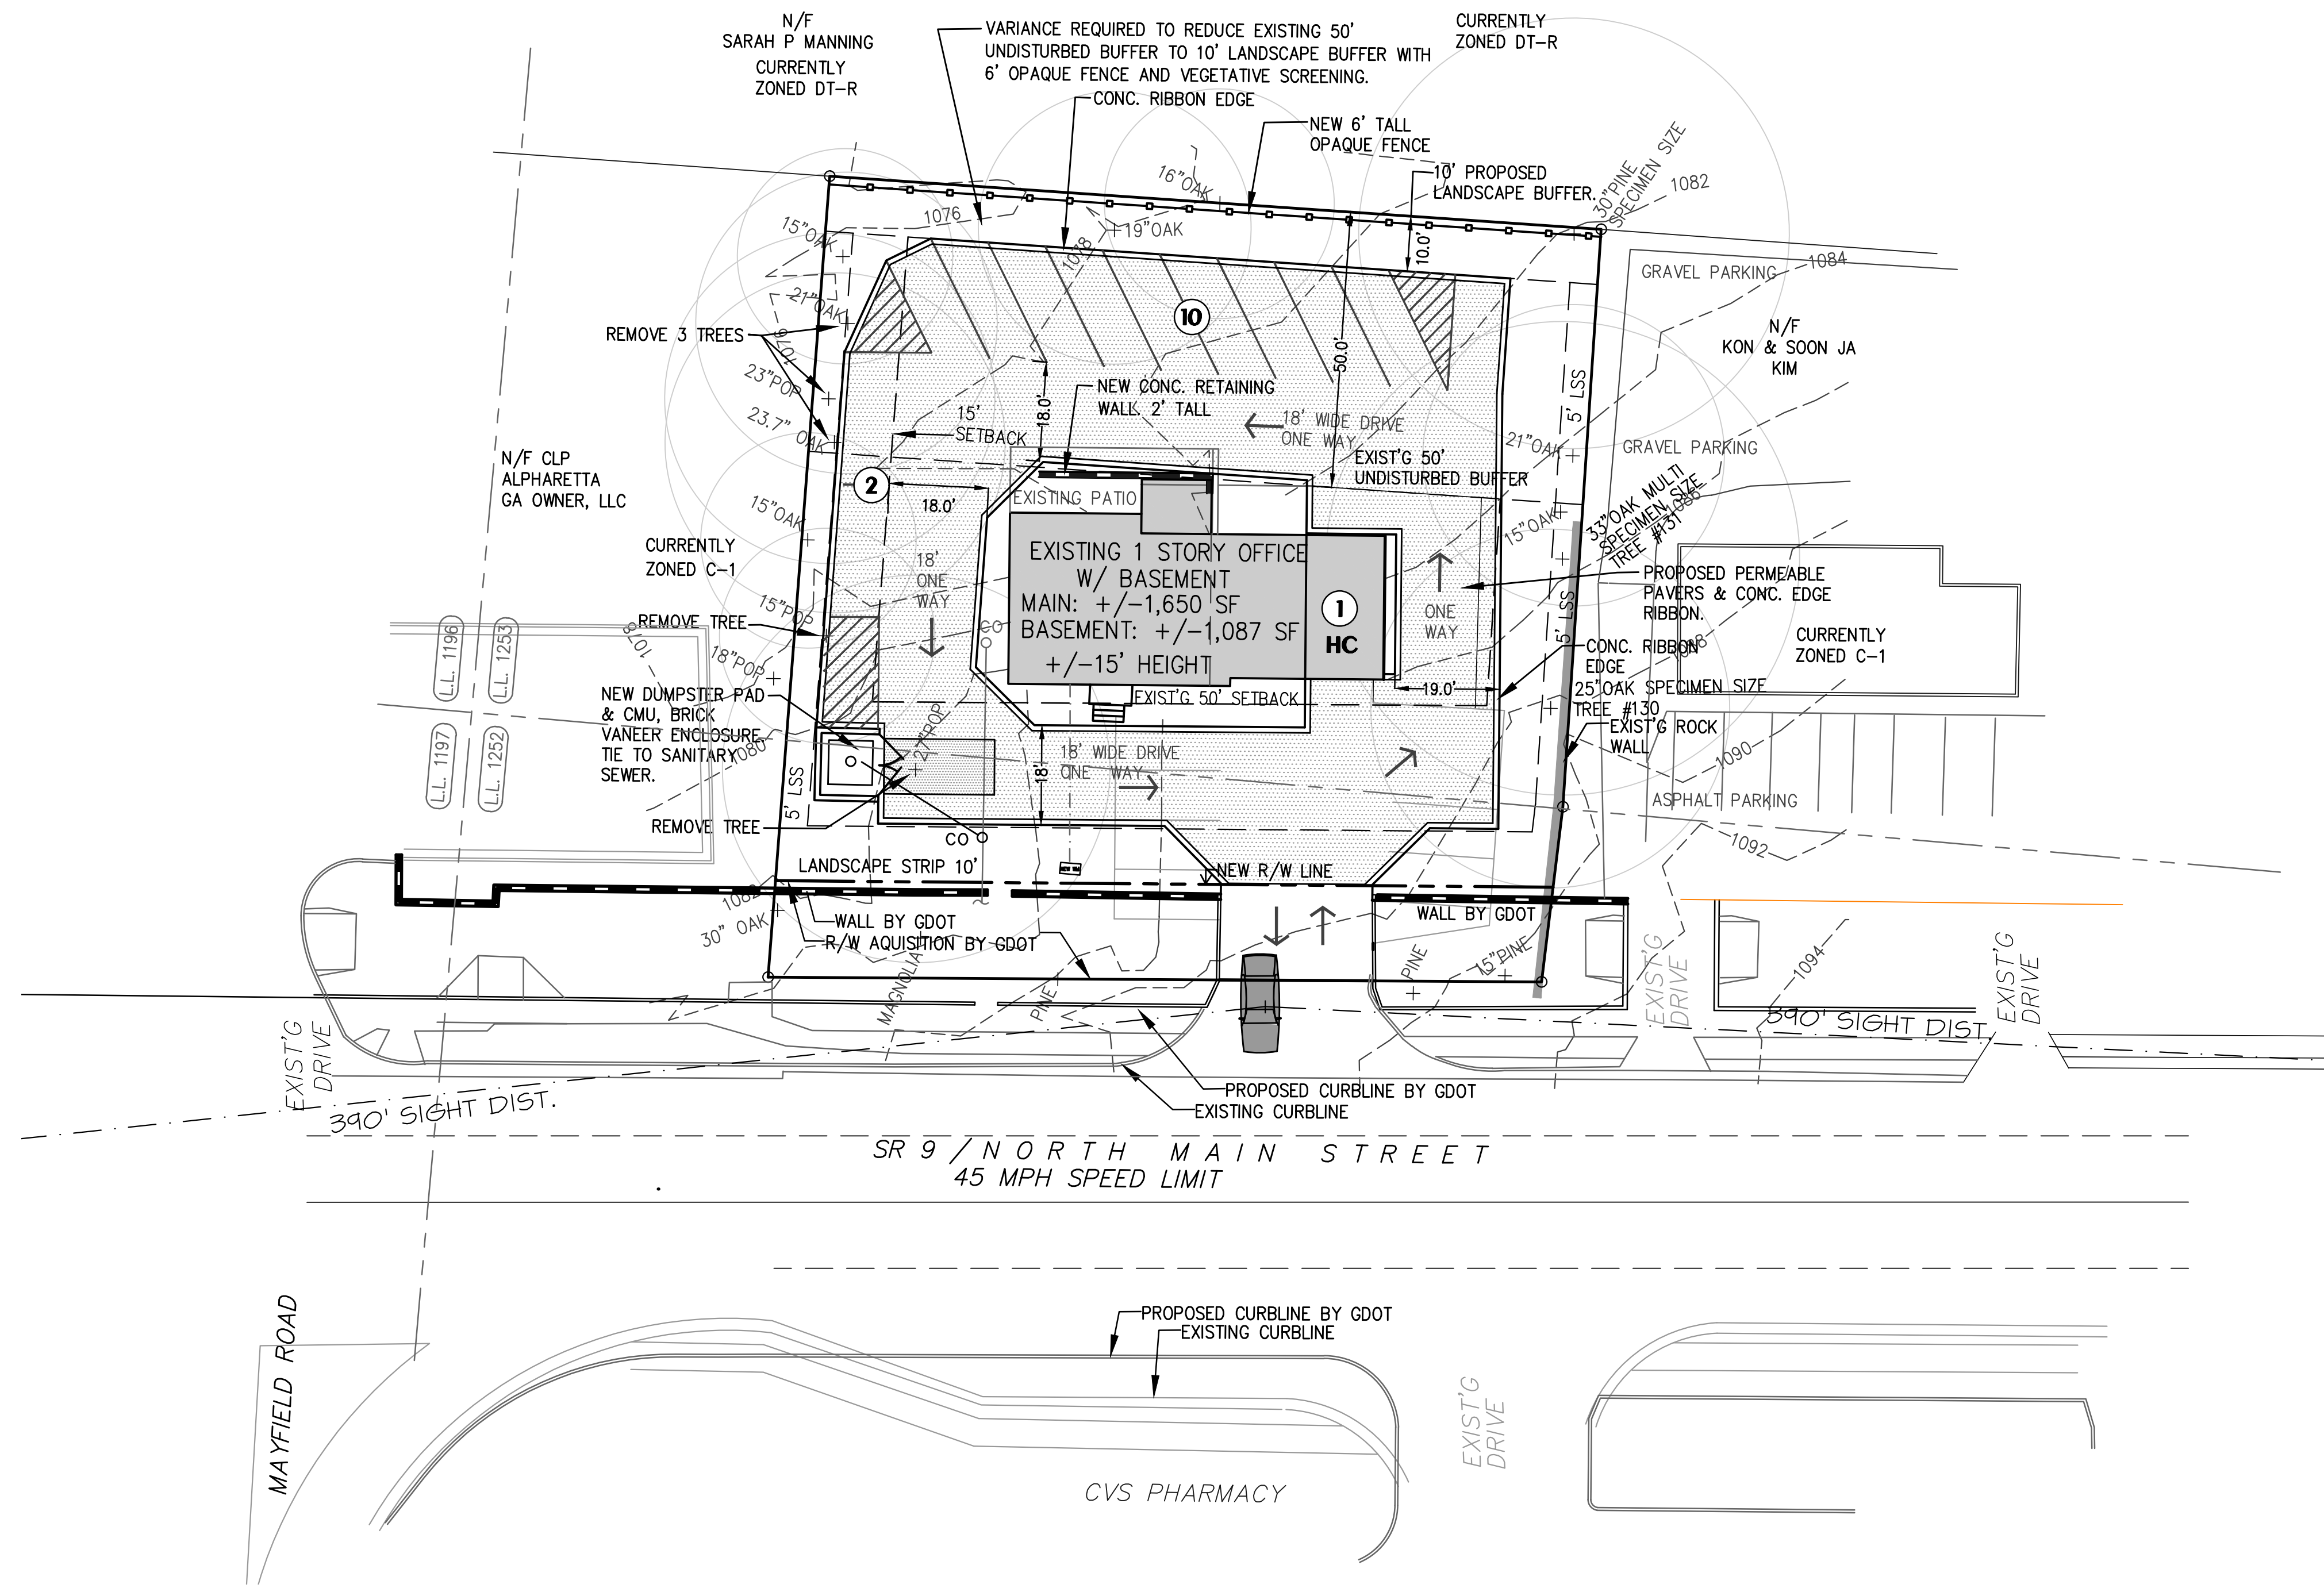 N/F
SARAH P MANNING
CURRENTLY
ZONED DT-R
VARIANCE REQUIRED TO REDUCE EXISTING 50'
UNDISTURBED BUFFER TO 10' LANDSCAPE BUFFER WITH
6' OPAQUE FENCE AND VEGETATIVE SCREENING.
CURRENTLY
ZONED DT-R
CONC. RIBBON EDGE
NEW 6' TALL
OPAQUE FENCE
10' PROPOSED
LANDSCAPE BUFFER.
30"PINE
SPECIMEN SIZE
1082
16"OAK
19"OAK
1076
1078
15"OAK
21"OAK
1076
REMOVE 3 TREES
23"POP
23.7" OAK
10
10.0'
50.0'
GRAVEL PARKING
1084
N/F
KON & SOON JA
KIM
5' LSS
NEW CONC. RETAINING
WALL 2' TALL
18.0'
15'
SETBACK
18' WIDE DRIVE
ONE WAY
EXIST'G 50'
UNDISTURBED BUFFER
21"OAK
GRAVEL PARKING
N/F CLP
ALPHARETTA
GA OWNER, LLC
2
18.0'
EXISTING PATIO
15"OAK
15"OAK
33"OAK MULTI
SPECIMEN SIZE
TREE #131
1086
CURRENTLY
ZONED C-1
18'
ONE
WAY
EXISTING 1 STORY OFFICE
W/ BASEMENT
MAIN: +/-1,650 SF
BASEMENT: +/-1,087 SF
+/-15' HEIGHT
1
HC
ONE
WAY
PROPOSED PERMEABLE
PAVERS & CONC. EDGE
RIBBON.
5' LSS
CURRENTLY
ZONED C-1
15"POP
REMOVE TREE
CO
1078
18"POP
L.L. 1196
L.L. 1253
L.L. 1197
L.L. 1252
CONC. RIBBON
EDGE
1088
25"OAK SPECIMEN SIZE
TREE #130
EXIST'G ROCK
WALL
NEW DUMPSTER PAD
& CMU, BRICK
VANEER ENCLOSURE
TIE TO SANITARY
SEWER.
1080
27"POP
EXIST'G 50' SETBACK
19.0'
18' WIDE DRIVE
ONE WAY
18'
1090
ASPHALT PARKING
5' LSS
REMOVE TREE
CO
1092
LANDSCAPE STRIP 10'
NEW R/W LINE
1082
30" OAK
WALL BY GDOT
R/W AQUISITION BY GDOT
WALL BY GDOT
MAGNOLIA
PINE
PINE
15"PINE
1094
EXIST'G
DRIVE
EXIST'G
DRIVE
EXIST'G
DRIVE
390' SIGHT DIST.
390' SIGHT DIST.
PROPOSED CURBLINE BY GDOT
EXISTING CURBLINE
SR 9 / NORTH MAIN STREET
45 MPH SPEED LIMIT
MAYFIELD ROAD
PROPOSED CURBLINE BY GDOT
EXISTING CURBLINE
EXIST'G
DRIVE
CVS PHARMACY